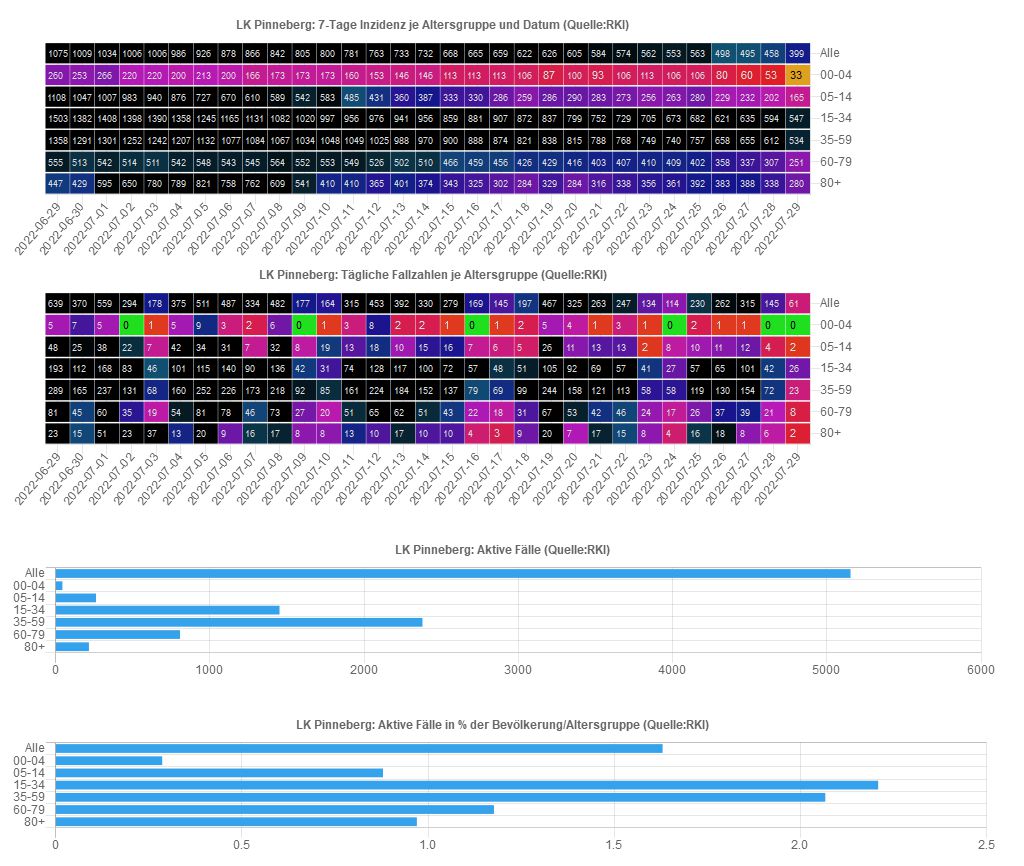 LK Pinneberg: 7-Tage Inzidenz je Altersgruppe und Datum (Quelle:RKI)
1075 1009 1034 1006 1006 986 926 878 866 842 805 800 781 763 733 732 668 665 659 622 626 605 584 574 562 553 563 498 495 458 399 Alle
260 253 266 220 220 200 213 200 166 173 173 173 160 153 146 146 113 113 113 106 87 100 93 106 113 106 106 80 60 53 33 00-04
1108 1047 1007 983 940 876 727 670 610 589 542 583 485 431 360 387 333 330 286 259 286 290 283 273 256 263 280 229 232 202 165 05-14
1503 1382 1408 1398 1390 1358 1245 1165 1131 1082 1020 997 956 976 941 956 859 881 907 872 837 799 752 729 705 673 682 621 635 594 547 15-34
1358 1291 1353 1242 1242 1207 1132 1077 1084 1067 1034 1048 1049 1025 988 970 900 888 874 821 838 815 788 768 749 740 757 658 655 612 534 35-59
555 513 542 514 511 542 548 543 545 564 552 553 549 526 502 510 466 459 456 426 429 416 403 407 410 409 402 358 337 307 251 60-79
447 429 595 650 780 789 821 758 762 609 541 410 410 365 401 374 343 325 302 284 329 284 316 338 356 361 392 383 388 338 280 80+
2022-06-29 2022-06-30 2022-07-01 2022-07-02 2022-07-03 2022-07-04 2022-07-05 2022-07-06 2022-07-07 2022-07-08 2022-07-09 2022-07-10 2022-07-11 2022-07-12 2022-07-13 2022-07-14 2022-07-15 2022-07-16 2022-07-17 2022-07-18 2022-07-19 2022-07-20 2022-07-21 2022-07-22 2022-07-23 2022-07-24 2022-07-25 2022-07-26 2022-07-27 2022-07-28 2022-07-29
LK Pinneberg: Tägliche Fallzahlen je Altersgruppe (Quelle:RKI)
639 370 559 294 178 375 511 487 334 482 177 164 315 453 392 330 279 169 145 197 467 325 263 247 134 114 230 262 315 145 61 Alle
5 7 5 0 1 5 9 3 2 6 0 1 3 8 2 2 1 0 1 2 5 4 1 3 1 0 2 1 1 0 0 00-04
48 25 38 22 7 42 34 31 7 32 8 19 13 18 10 15 16 7 6 5 26 11 13 13 2 8 10 11 12 4 2 05-14
193 112 168 83 46 101 115 140 90 136 42 31 74 128 117 100 72 57 48 51 105 92 69 57 41 27 57 65 101 42 26 15-34
289 165 237 131 68 160 252 226 173 218 92 85 161 224 184 152 137 79 69 99 244 158 121 113 58 58 119 130 154 72 23 35-59
81 45 60 35 19 54 81 78 46 73 27 20 51 65 62 51 43 22 18 31 67 53 42 46 24 17 26 37 39 21 8 60-79
23 15 51 23 37 13 20 9 16 17 8 8 13 10 17 10 10 4 3 9 20 7 17 15 8 4 16 18 8 6 2 80+
2022-06-29 2022-06-30 2022-07-01 2022-07-02 2022-07-03 2022-07-04 2022-07-05 2022-07-06 2022-07-07 2022-07-08 2022-07-09 2022-07-10 2022-07-11 2022-07-12 2022-07-13 2022-07-14 2022-07-15 2022-07-16 2022-07-17 2022-07-18 2022-07-19 2022-07-20 2022-07-21 2022-07-22 2022-07-23 2022-07-24 2022-07-25 2022-07-26 2022-07-27 2022-07-28 2022-07-29
LK Pinneberg: Aktive Fälle (Quelle:RKI)
Alle
00-04
05-14
15-34
35-59
60-79
80+
0 1000 2000 3000 4000 5000 6000
LK Pinneberg: Aktive Fälle in % der Bevölkerung/Altersgruppe (Quelle:RKI)
Alle
00-04
05-14
15-34
35-59
60-79
80+
0 0.5 1.0 1.5 2.0 2.5